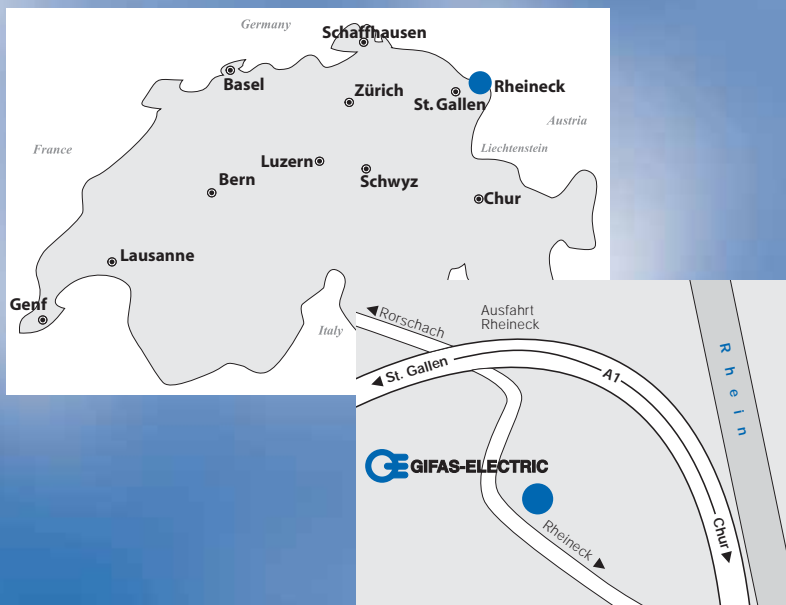 Germany
Schaffhausen
Basel
Zürich
Rheineck
St. Gallen
Austria
France
Liechtenstein
Luzern
Schwyz
Bern
Chur
Lausanne
Genf
Italy
Rorschach
Ausfahrt
Rheineck
St. Gallen
A1
Rhein
GIFAS-ELECTRIC
Rheineck
Chur